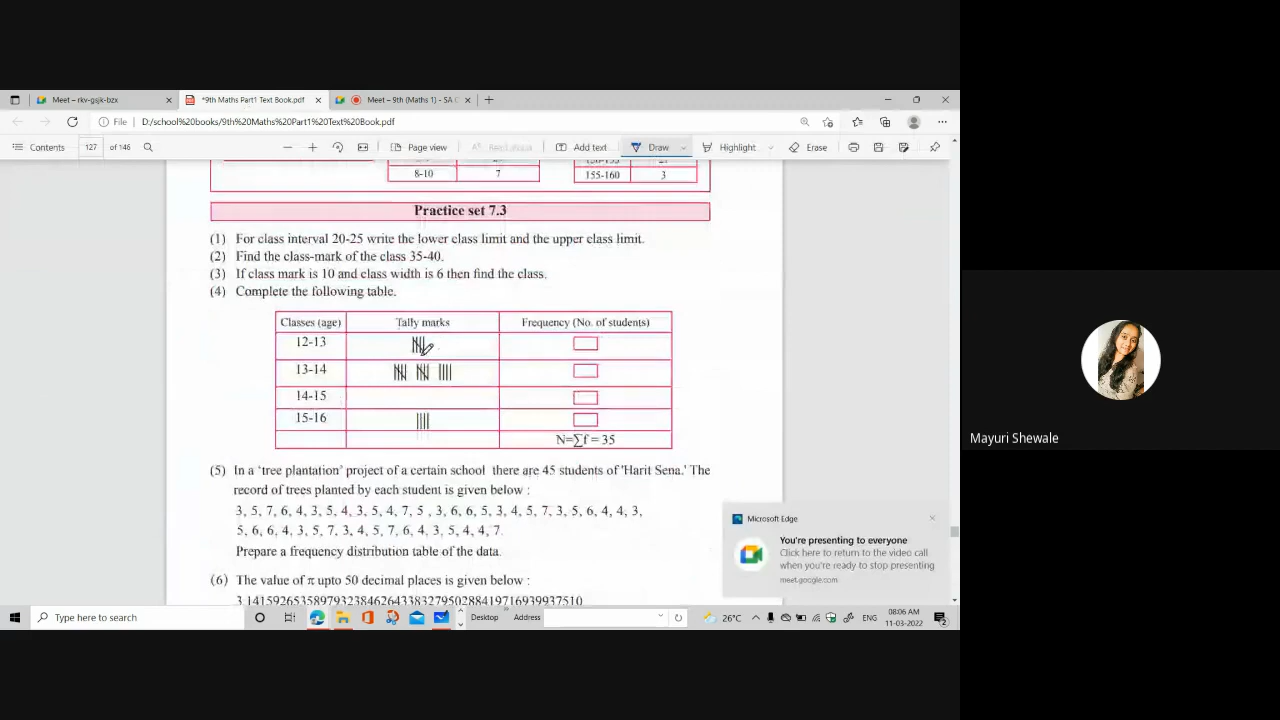 Meet – rkv-gsjk-bzx
*9th Maths Part1 Text Book.pdf
Meet – 9th (Maths 1) - SA C
File D:/school%20books/9th%20Maths%20Part1%20Text%20Book.pdf
Contents 127 of 146 Page view Read aloud Add text Draw Highlight Erase
8-10 7 155-160 3
Practice set 7.3
(1) For class interval 20-25 write the lower class limit and the upper class limit.
(2) Find the class-mark of the class 35-40.
(3) If class mark is 10 and class width is 6 then find the class.
(4) Complete the following table.
Classes (age) Tally marks Frequency (No. of students)
12-13
13-14
14-15
15-16
N=∑f = 35
(5) In a ‘tree plantation’ project of a certain school there are 45 students of 'Harit Sena.' The
record of trees planted by each student is given below :
3, 5, 7, 6, 4, 3, 5, 4, 3, 5, 4, 7, 5 , 3, 6, 6, 5, 3, 4, 5, 7, 3, 5, 6, 4, 4, 3,
5, 6, 6, 4, 3, 5, 7, 3, 4, 5, 7, 6, 4, 3, 5, 4, 4, 7.
Prepare a frequency distribution table of the data.
(6) The value of π upto 50 decimal places is given below :
3.14159265358979323846264338327950288419716939937510
Microsoft Edge
You're presenting to everyone
Click here to return to the video call
when you're ready to stop presenting
meet.google.com
Mayuri Shewale
Type here to search
Desktop
Address
26°C
ENG
08:06 AM
11-03-2022
2